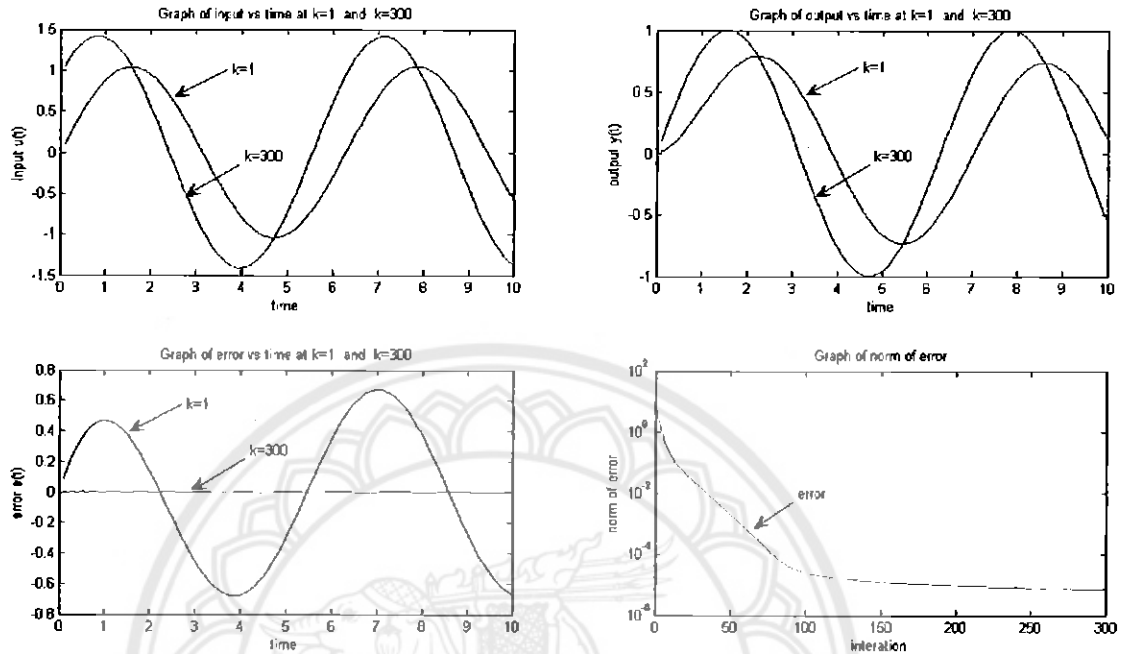 Graph of input vs time at k=1 and k=300
1.5
1
0.5
0
-0.5
-1
-1.5
input u(t)
k=1
k=300
0 1 2 3 4 5 6 7 8 9 10
time
Graph of output vs time at k=1 and k=300
1
0.5
0
-0.5
-1
output y(t)
k=1
k=300
0 1 2 3 4 5 6 7 8 9 10
time
Graph of error vs time at k=1 and k=300
0.8
0.6
0.4
0.2
0
-0.2
-0.4
-0.6
-0.8
error e(t)
k=1
k=300
0 1 2 3 4 5 6 7 8 9 10
time
Graph of norm of error
10^2
10^0
10^-2
10^-4
10^-6
norm of error
error
0 50 100 150 200 250 300
interation